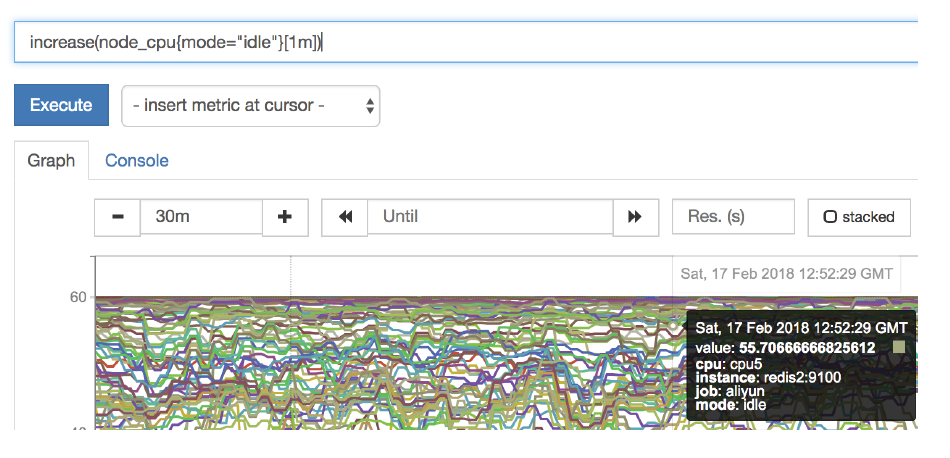 increase(node_cpu{mode="idle"}[1m])
Execute
- insert metric at cursor -
Graph
Console
30m
Until
Res. (s)
stacked
Sat, 17 Feb 2018 12:52:29 GMT
60
Sat, 17 Feb 2018 12:52:29 GMT
value: 55.70666666825612
cpu: cpu5
instance: redis2:9100
job: aliyun
mode: idle